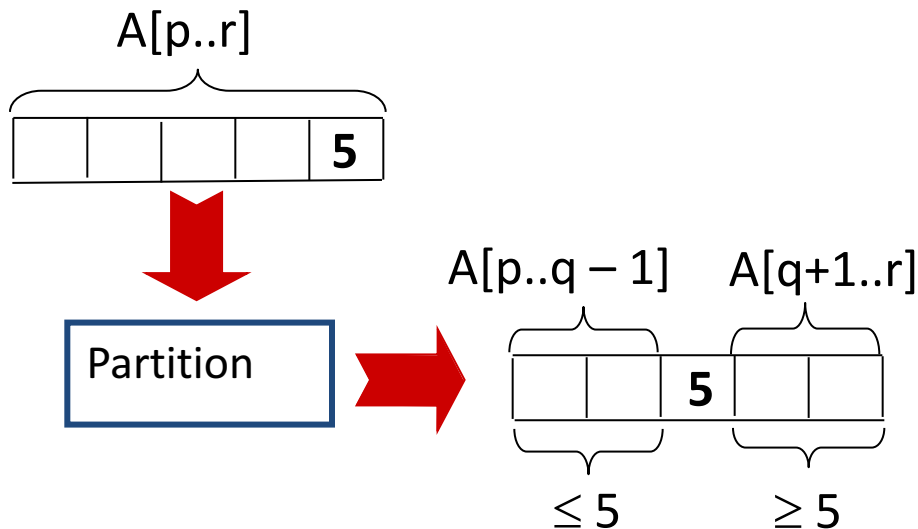 A[p..r]
5
Partition
A[p..q – 1] A[q+1..r]
5
≤ 5 ≥ 5